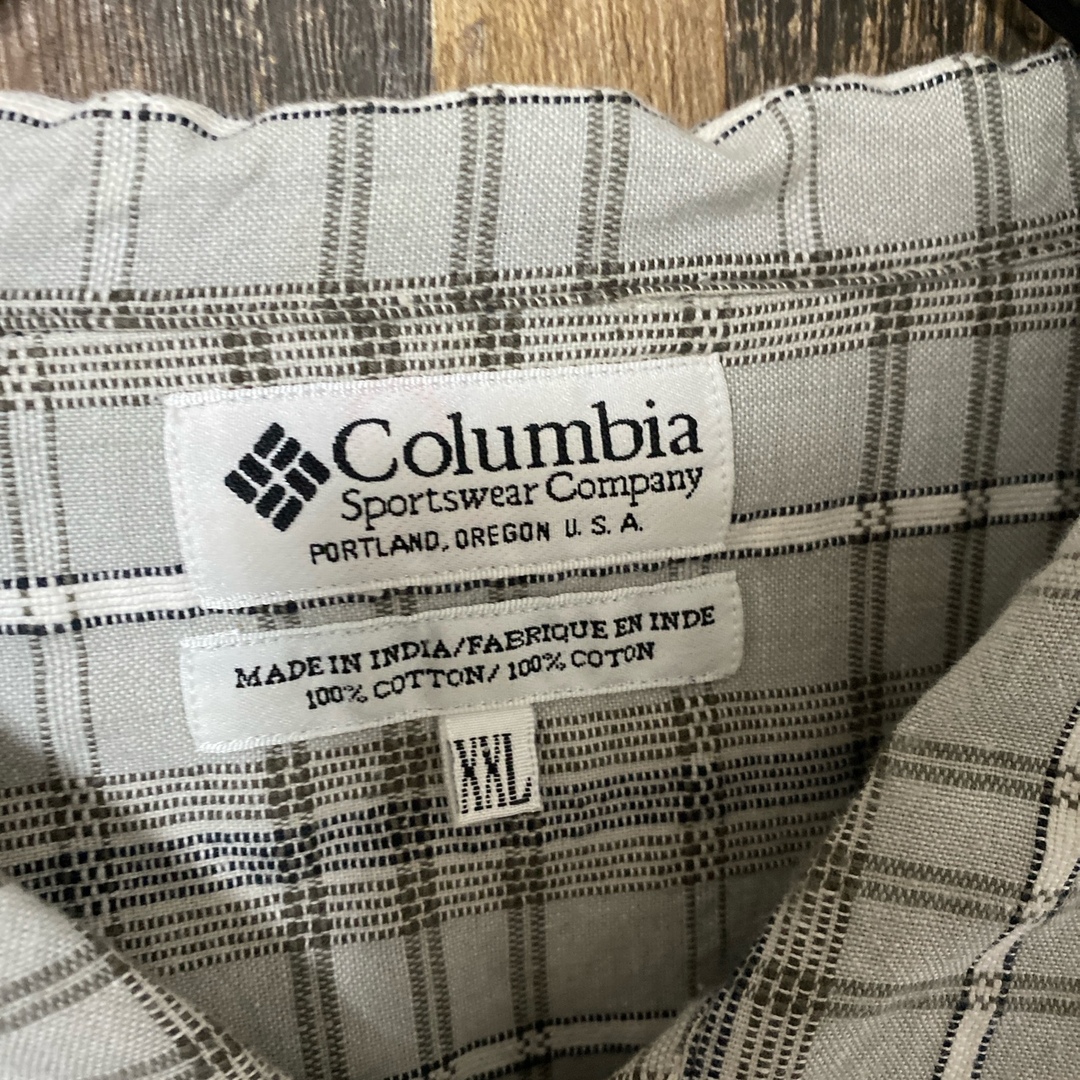 Columbia
Sportswear Company
PORTLAND, OREGON U. S. A.
MADE IN INDIA/FABRIQUE EN INDE
100% COTTON/ 100% COTON
XXL